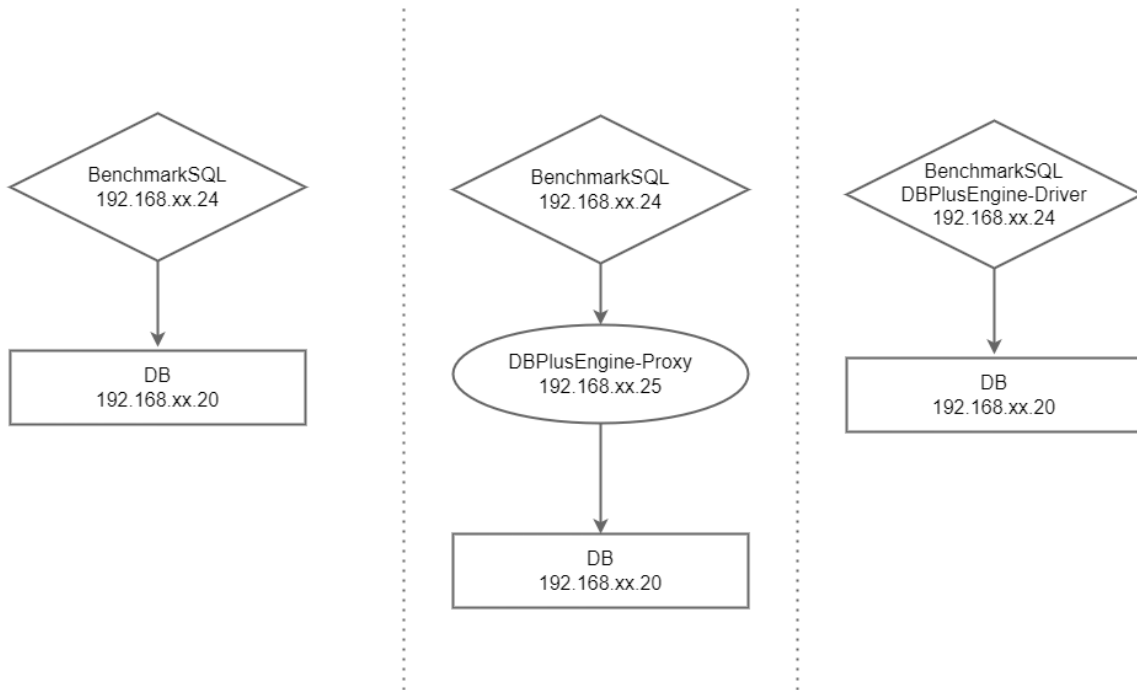 BenchmarkSQL
192.168.xx.24
DB
192.168.xx.20
BenchmarkSQL
192.168.xx.24
DBPlusEngine-Proxy
192.168.xx.25
DB
192.168.xx.20
BenchmarkSQL
DBPlusEngine-Driver
192.168.xx.24
DB
192.168.xx.20